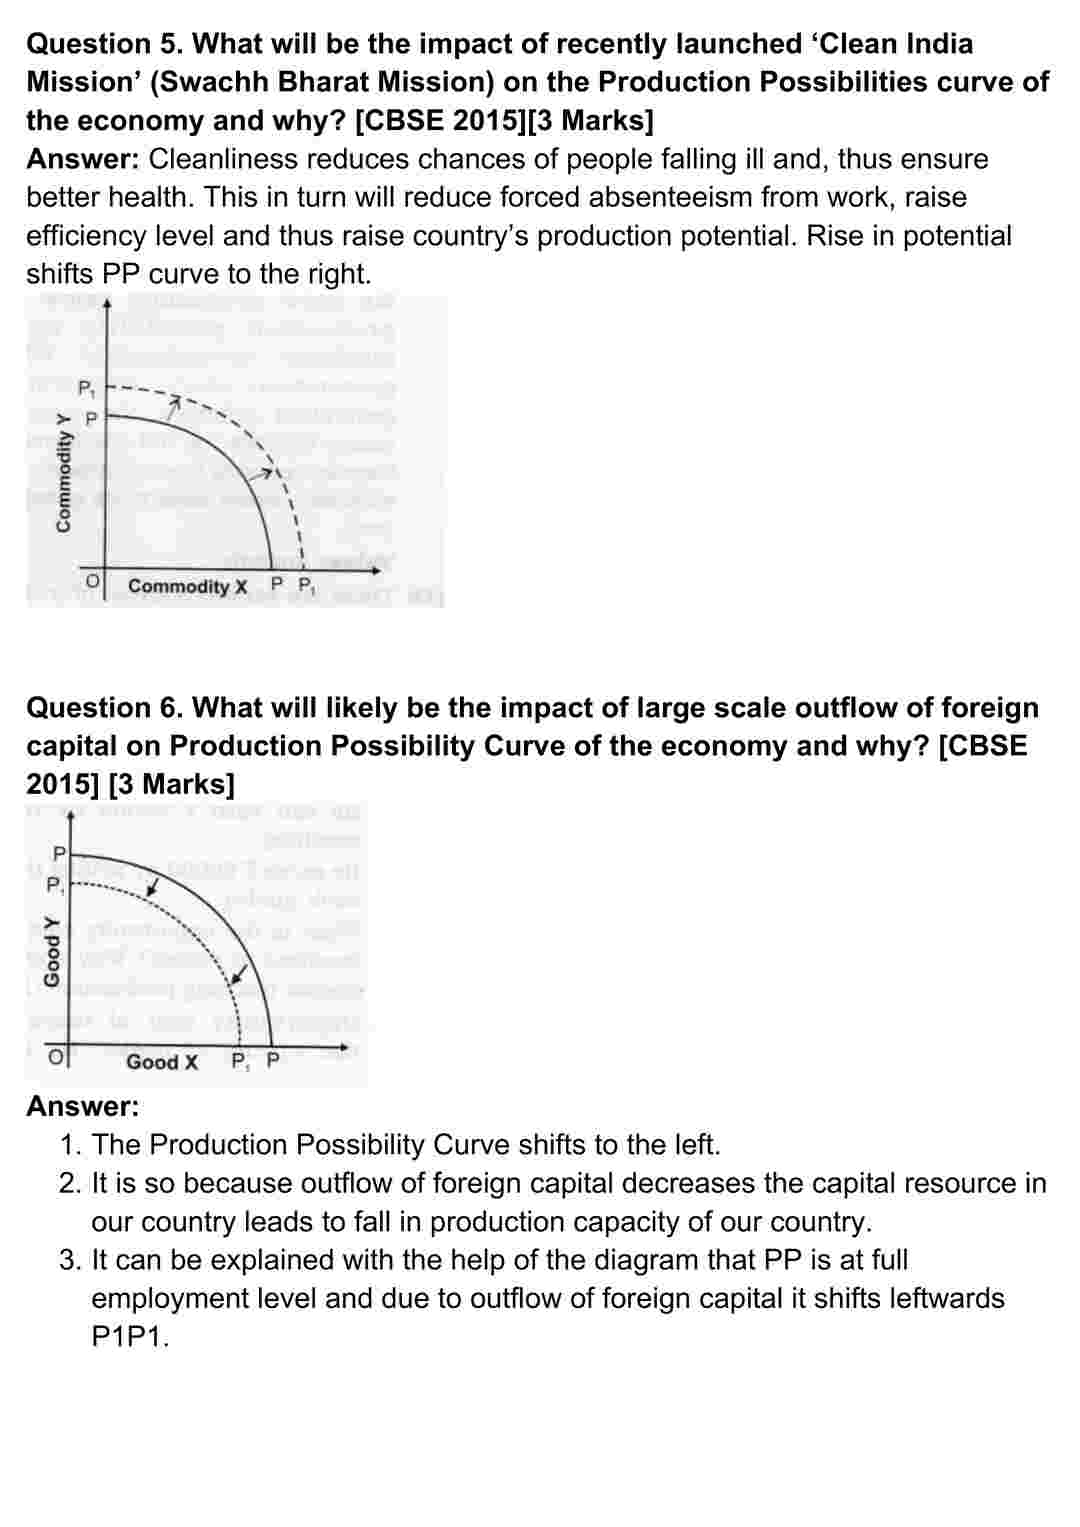 Question 5. What will be the impact of recently launched ‘Clean India
Mission’ (Swachh Bharat Mission) on the Production Possibilities curve of
the economy and why? [CBSE 2015][3 Marks]
Answer: Cleanliness reduces chances of people falling ill and, thus ensure
better health. This in turn will reduce forced absenteeism from work, raise
efficiency level and thus raise country’s production potential. Rise in potential
shifts PP curve to the right.
P₁
P
Commodity Y
O
Commodity X
P P₁
Question 6. What will likely be the impact of large scale outflow of foreign
capital on Production Possibility Curve of the economy and why? [CBSE
2015] [3 Marks]
P
P₁
Good Y
O
Good X
P₁ P
Answer:
1. The Production Possibility Curve shifts to the left.
2. It is so because outflow of foreign capital decreases the capital resource in
our country leads to fall in production capacity of our country.
3. It can be explained with the help of the diagram that PP is at full
employment level and due to outflow of foreign capital it shifts leftwards
P1P1.